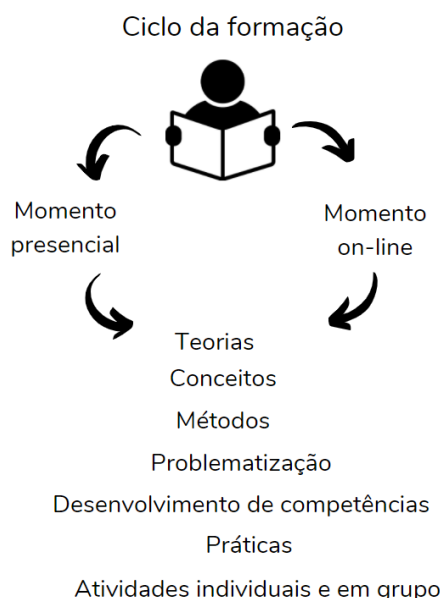 Ciclo da formação
Momento
presencial
Momento
on-line
Teorias
Conceitos
Métodos
Problematização
Desenvolvimento de competências
Práticas
Atividades individuais e em grupo